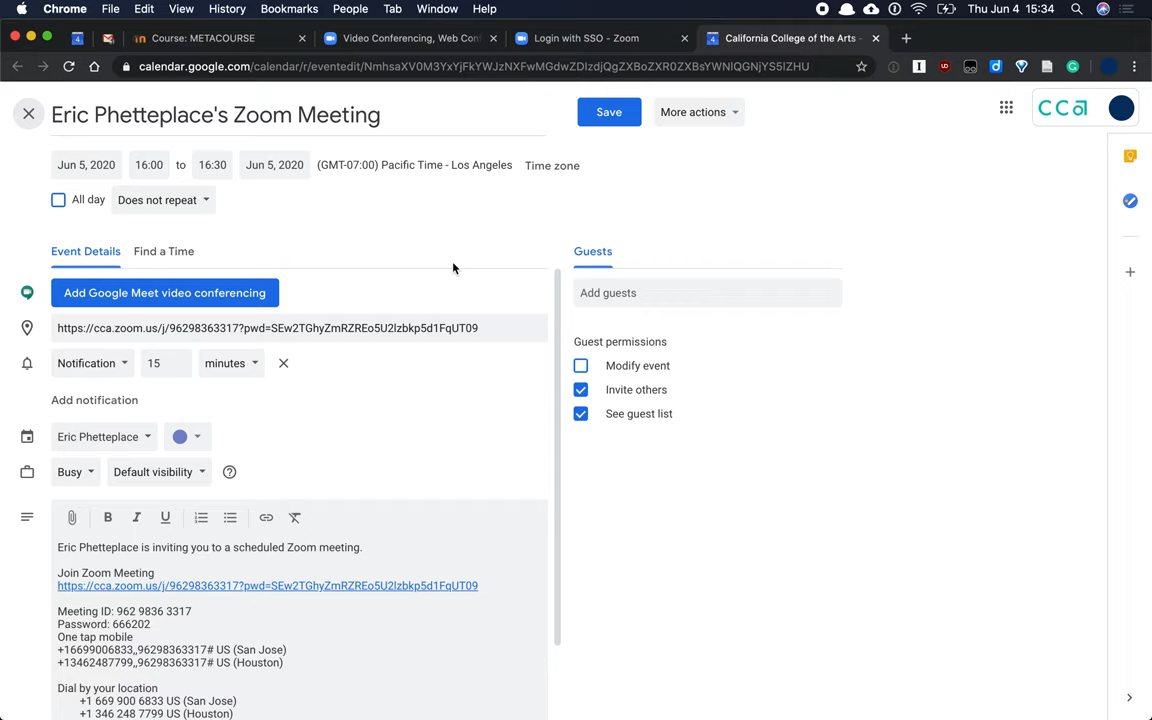 Chrome File Edit View History Bookmarks People Tab Window Help Thu Jun 4 15:34
Course: METACOURSE Video Conferencing, Web Con Login with SSO - Zoom California College of the Arts -
calendar.google.com/calendar/r/eventedit/NmhsaXV0M3YxYjFkYWJzNXFwMGdwZDIzdjQgZXBoZXR0ZXBsYWNlQGNjYS5lZHU
Eric Phetteplace's Zoom Meeting
Save
More actions
CCA
Jun 5, 2020 16:00 to 16:30 Jun 5, 2020 (GMT-07:00) Pacific Time - Los Angeles Time zone
All day Does not repeat
Event Details Find a Time
Guests
Add Google Meet video conferencing
Add guests
https://cca.zoom.us/j/96298363317?pwd=SEw2TGhyZmRZREo5U2lzbkp5d1FqUT09
Guest permissions
Notification 15 minutes
Modify event
Invite others
Add notification
See guest list
Eric Phetteplace
Busy Default visibility
Eric Phetteplace is inviting you to a scheduled Zoom meeting.
Join Zoom Meeting
https://cca.zoom.us/j/96298363317?pwd=SEw2TGhyZmRZREo5U2lzbkp5d1FqUT09
Meeting ID: 962 9836 3317
Password: 666202
One tap mobile
+16699006833,,96298363317# US (San Jose)
+13462487799,,96298363317# US (Houston)
Dial by your location
+1 669 900 6833 US (San Jose)
+1 346 248 7799 US (Houston)